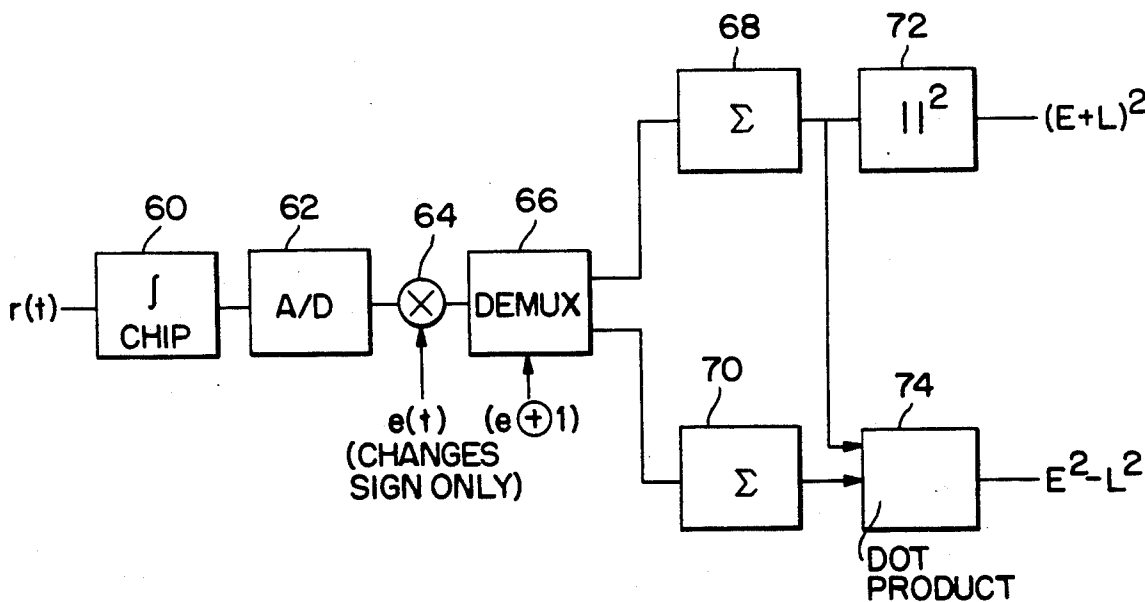 68
72
Σ
||²
(E+L)²
60
62
64
66
r(t)
∫
CHIP
A/D
×
DEMUX
e(t)
(CHANGES
SIGN ONLY)
(e⊕1)
70
74
Σ
E²-L²
DOT
PRODUCT